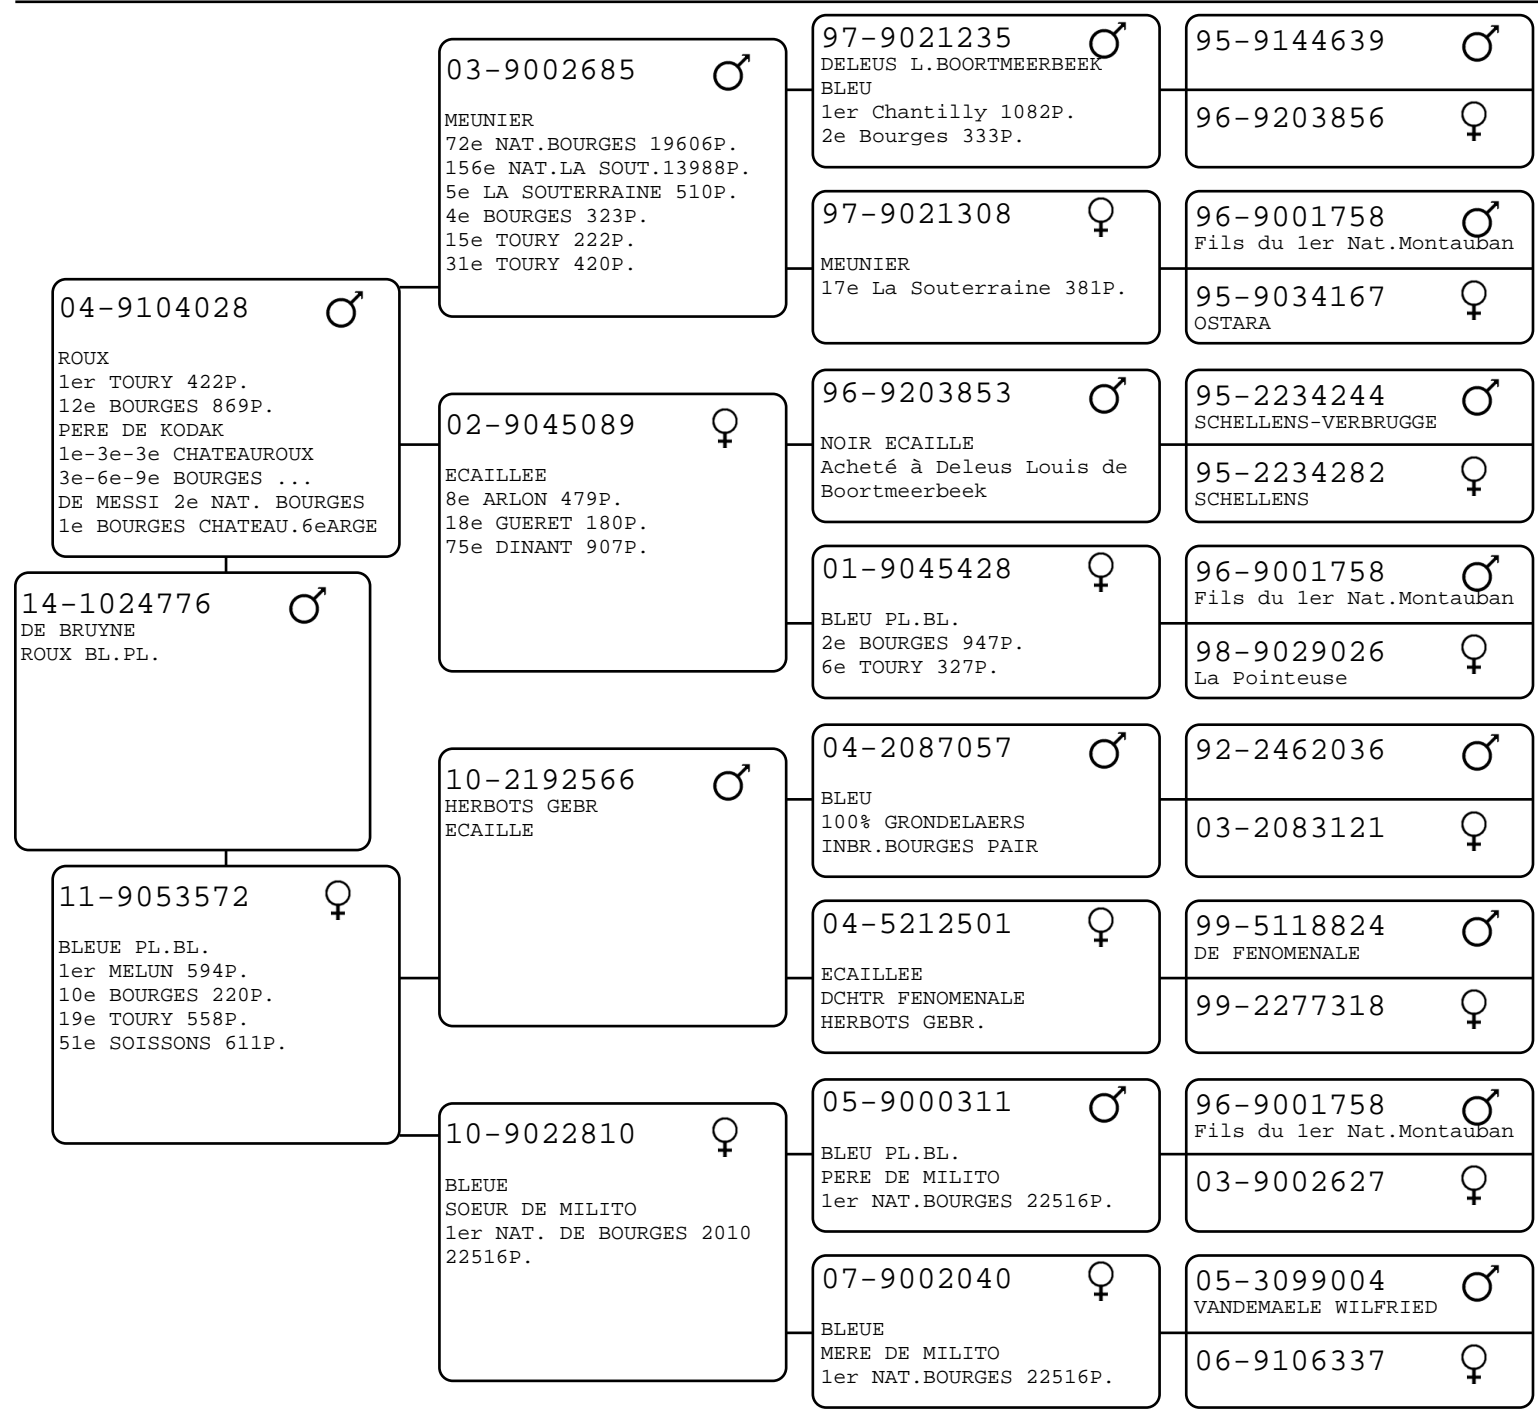 04-9104028
ROUX
1er TOURY 422P.
12e BOURGES 869P.
PERE DE KODAK
1e-3e-3e CHATEAUROUX
3e-6e-9e BOURGES ...
DE MESSI 2e NAT. BOURGES
1e BOURGES CHATEAU.6eARGE
14-1024776
DE BRUYNE
ROUX BL.PL.
11-9053572
BLEUE PL.BL.
1er MELUN 594P.
10e BOURGES 220P.
19e TOURY 558P.
51e SOISSONS 611P.
03-9002685
MEUNIER
72e NAT.BOURGES 19606P.
156e NAT.LA SOUT.13988P.
5e LA SOUTERRAINE 510P.
4e BOURGES 323P.
15e TOURY 222P.
31e TOURY 420P.
02-9045089
ECAILLEE
8e ARLON 479P.
18e GUERET 180P.
75e DINANT 907P.
10-2192566
HERBOTS GEBR
ECAILLE
10-9022810
BLEUE
SOEUR DE MILITO
1er NAT. DE BOURGES 2010
22516P.
97-9021235
DELEUS L.BOORTMEERBEEK
BLEU
1er Chantilly 1082P.
2e Bourges 333P.
97-9021308
MEUNIER
17e La Souterraine 381P.
96-9203853
NOIR ECAILLE
Acheté à Deleus Louis de
Boortmeerbeek
01-9045428
BLEU PL.BL.
2e BOURGES 947P.
6e TOURY 327P.
04-2087057
BLEU
100% GRONDELAERS
INBR.BOURGES PAIR
04-5212501
ECAILLEE
DCHTR FENOMENALE
HERBOTS GEBR.
05-9000311
BLEU PL.BL.
PERE DE MILITO
1er NAT.BOURGES 22516P.
07-9002040
BLEUE
MERE DE MILITO
1er NAT.BOURGES 22516P.
95-9144639
96-9203856
96-9001758
Fils du 1er Nat.Montauban
95-9034167
OSTARA
95-2234244
SCHELLENS-VERBRUGGE
95-2234282
SCHELLENS
96-9001758
Fils du 1er Nat.Montauban
98-9029026
La Pointeuse
92-2462036
03-2083121
99-5118824
DE FENOMENALE
99-2277318
96-9001758
Fils du 1er Nat.Montauban
03-9002627
05-3099004
VANDEMAELE WILFRIED
06-9106337